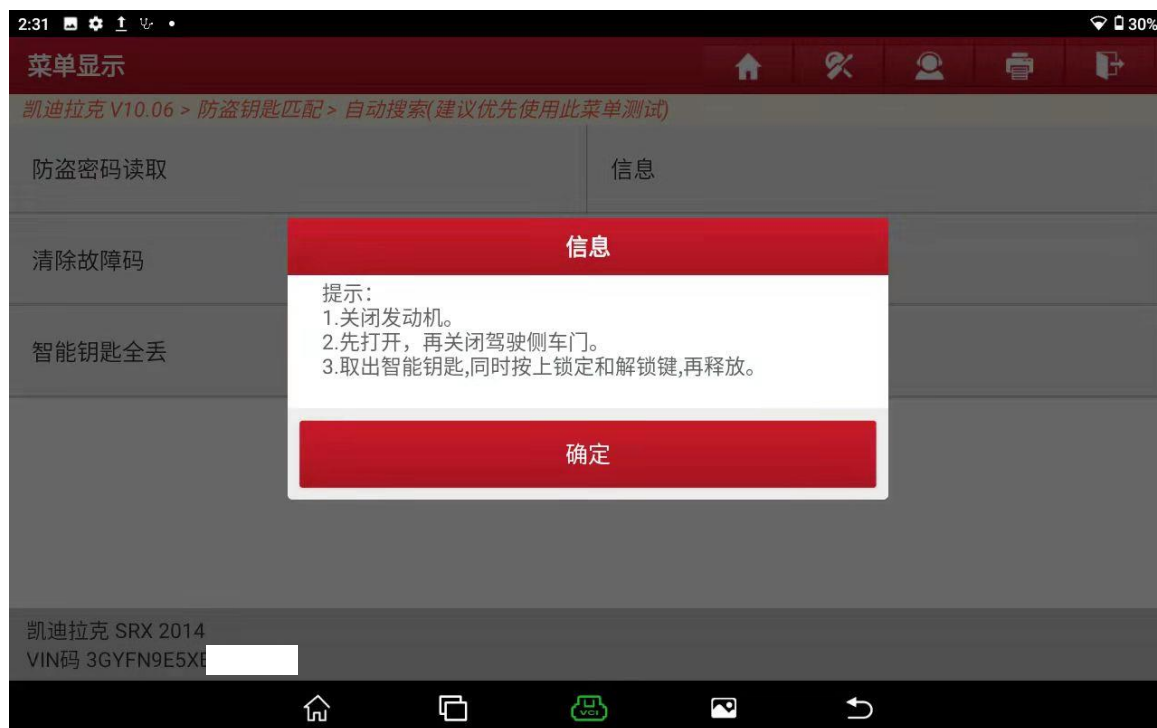 2:31
30%
菜单显示
凯迪拉克 V10.06 > 防盗钥匙匹配 > 自动搜索(建议优先使用此菜单测试)
防盗密码读取
信息
清除故障码
智能钥匙全丢
信息
提示:
1.关闭发动机。
2.先打开，再关闭驾驶侧车门。
3.取出智能钥匙,同时按上锁定和解锁键,再释放。
确定
凯迪拉克 SRX 2014
VIN码 3GYFN9E5XE
VCI